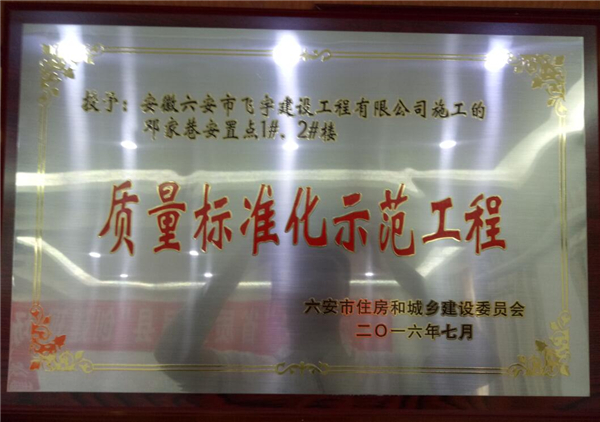 授予：安徽六安市飞宇建设工程有限公司施工的
邓家巷安置点1#、2#楼
质量标准化示范工程
六安市住房和城乡建设委员会
二〇一六年七月